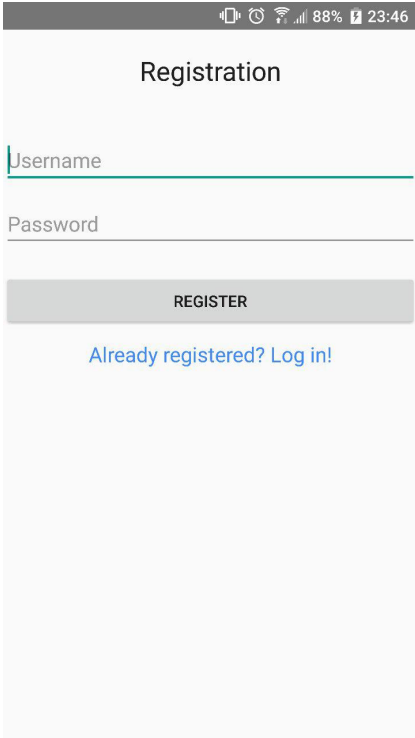 88% 23:46
Registration
Username
Password
REGISTER
Already registered? Log in!